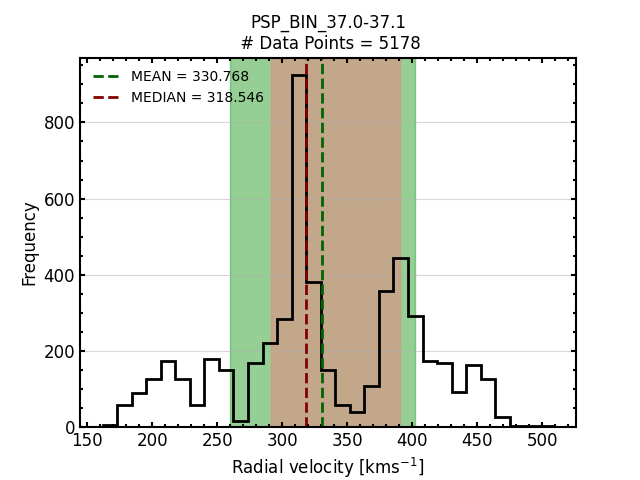 PSP_BIN_37.0-37.1
# Data Points = 5178
MEAN = 330.768
MEDIAN = 318.546
Frequency
800
600
400
200
0
150 200 250 300 350 400 450 500
Radial velocity [kms⁻¹]